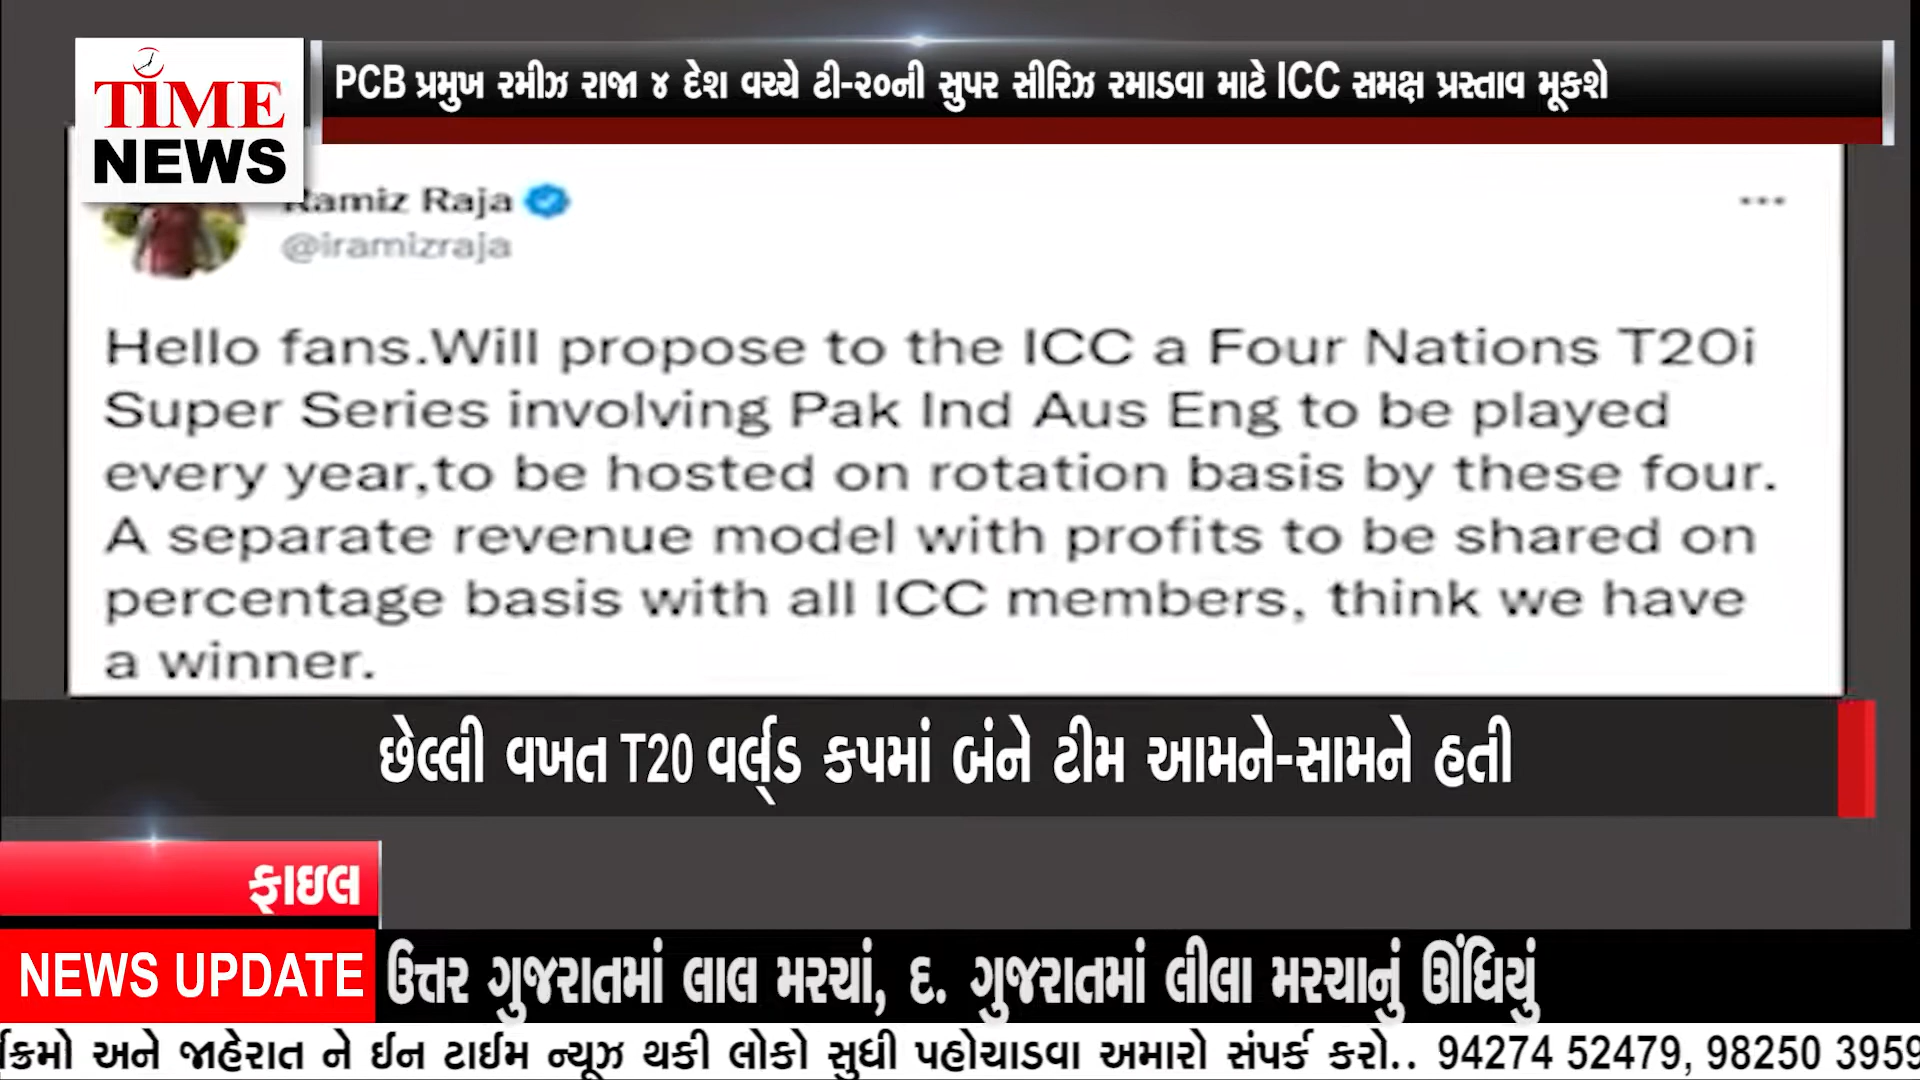 TIME
NEWS
PCB પ્રમુખ રમીઝ રાજા ૪ દેશ વચ્ચે ટી-૨૦ની સુપર સીરિઝ રમાડવા માટે ICC સમક્ષ પ્રસ્તાવ મૂકશે
Ramiz Raja
@iramizraja
Hello fans.Will propose to the ICC a Four Nations T20i
Super Series involving Pak Ind Aus Eng to be played
every year,to be hosted on rotation basis by these four.
A separate revenue model with profits to be shared on
percentage basis with all ICC members, think we have
a winner.
છેલ્લી વખત T20 વર્લ્ડ કપમાં બંને ટીમ આમને-સામને હતી
ફાઇલ
NEWS UPDATE ઉત્તર ગુજરાતમાં લાલ મરચાં, દ. ગુજરાતમાં લીલા મરચાનું ઊંધિયું
અને જાહેરાત ને ઈન ટાઈમ ન્યૂઝ થકી લોકો સુધી પહોચાડવા અમારો સંપર્ક કરો.. 94274 52479, 98250 3959